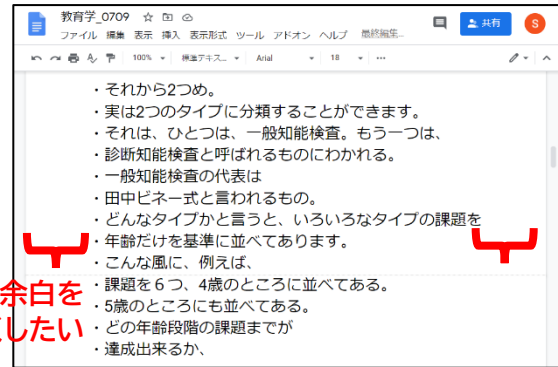 教育学_0709
ファイル 編集 表示 挿入 表示形式 ツール アドオン ヘルプ 最終編集...
共有
S
100% 標準テキス... Arial 18
・それから2つめ。
・実は2つのタイプに分類することができます。
・それは、ひとつは、一般知能検査。もう一つは、
・診断知能検査と呼ばれるものにわかれる。
・一般知能検査の代表は
・田中ビネー式と言われるもの。
・どんなタイプかと言うと、いろいろなタイプの課題を
・年齢だけを基準に並べてあります。
・こんな風に、例えば、
・課題を６つ、4歳のところに並べてある。
・5歳のところにも並べてある。
・どの年齢段階の課題までが
・達成出来るか、
余白を
したい